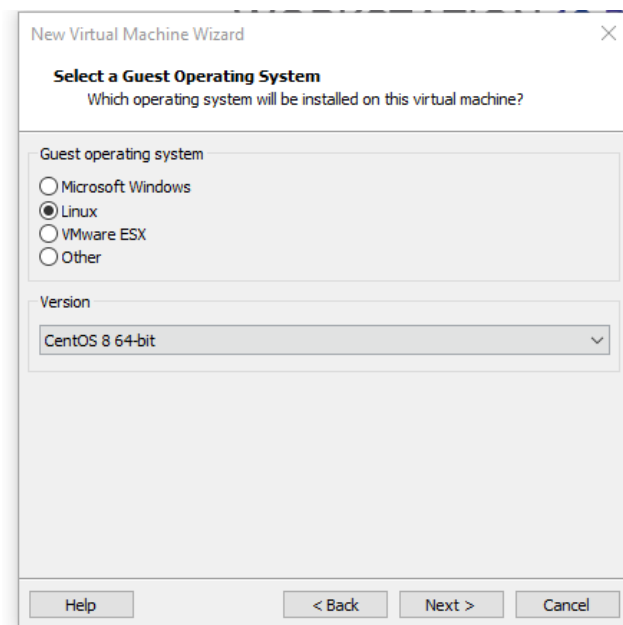 New Virtual Machine Wizard
Select a Guest Operating System
Which operating system will be installed on this virtual machine?
Guest operating system
Microsoft Windows
Linux
VMware ESX
Other
Version
CentOS 8 64-bit
Help
< Back
Next >
Cancel